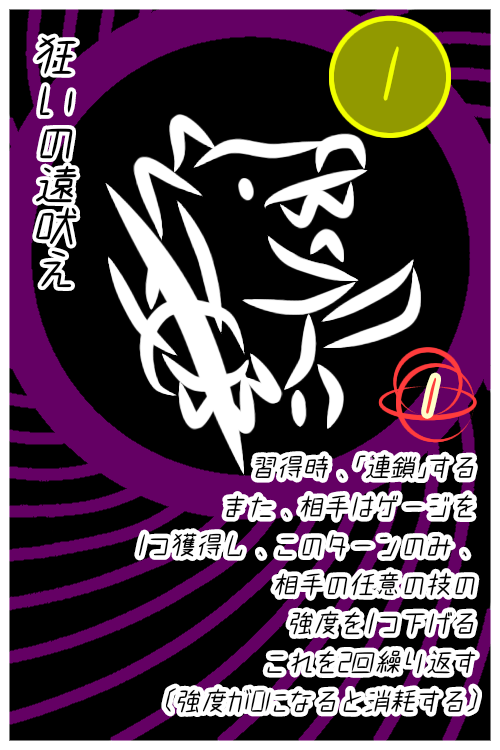 狂いの遠吠え
1
1
習得時、「連鎖」する
また、相手はゲージを
1つ獲得し、このターンのみ、
相手の任意の技の
強度を1つ下げる
これを2回繰り返す
(強度が0になると消耗する)